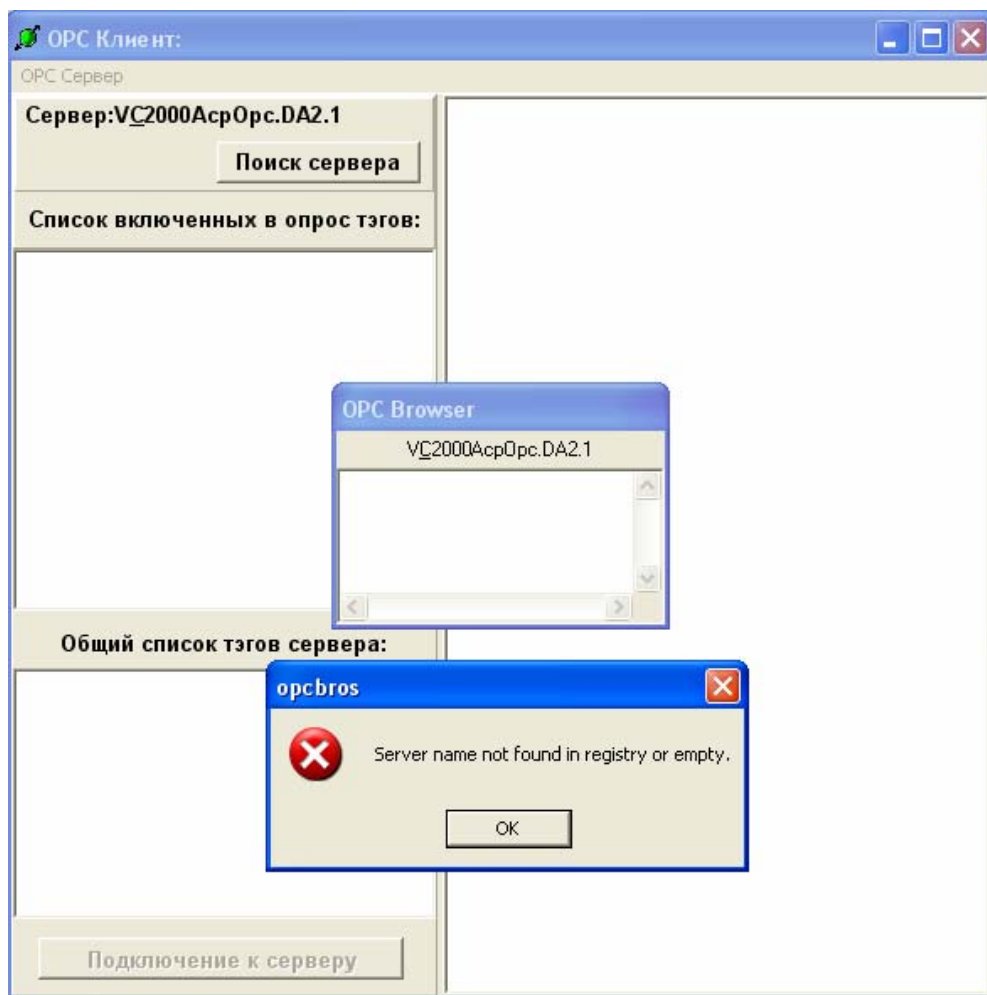 OPC Клиент:
OPC Сервер
Сервер:VC2000AcpOpc.DA2.1
Поиск сервера
Список включенных в опрос тэгов:
OPC Browser
VC2000AcpOpc.DA2.1
Общий список тэгов сервера:
opcbros
Server name not found in registry or empty.
OK
Подключение к серверу